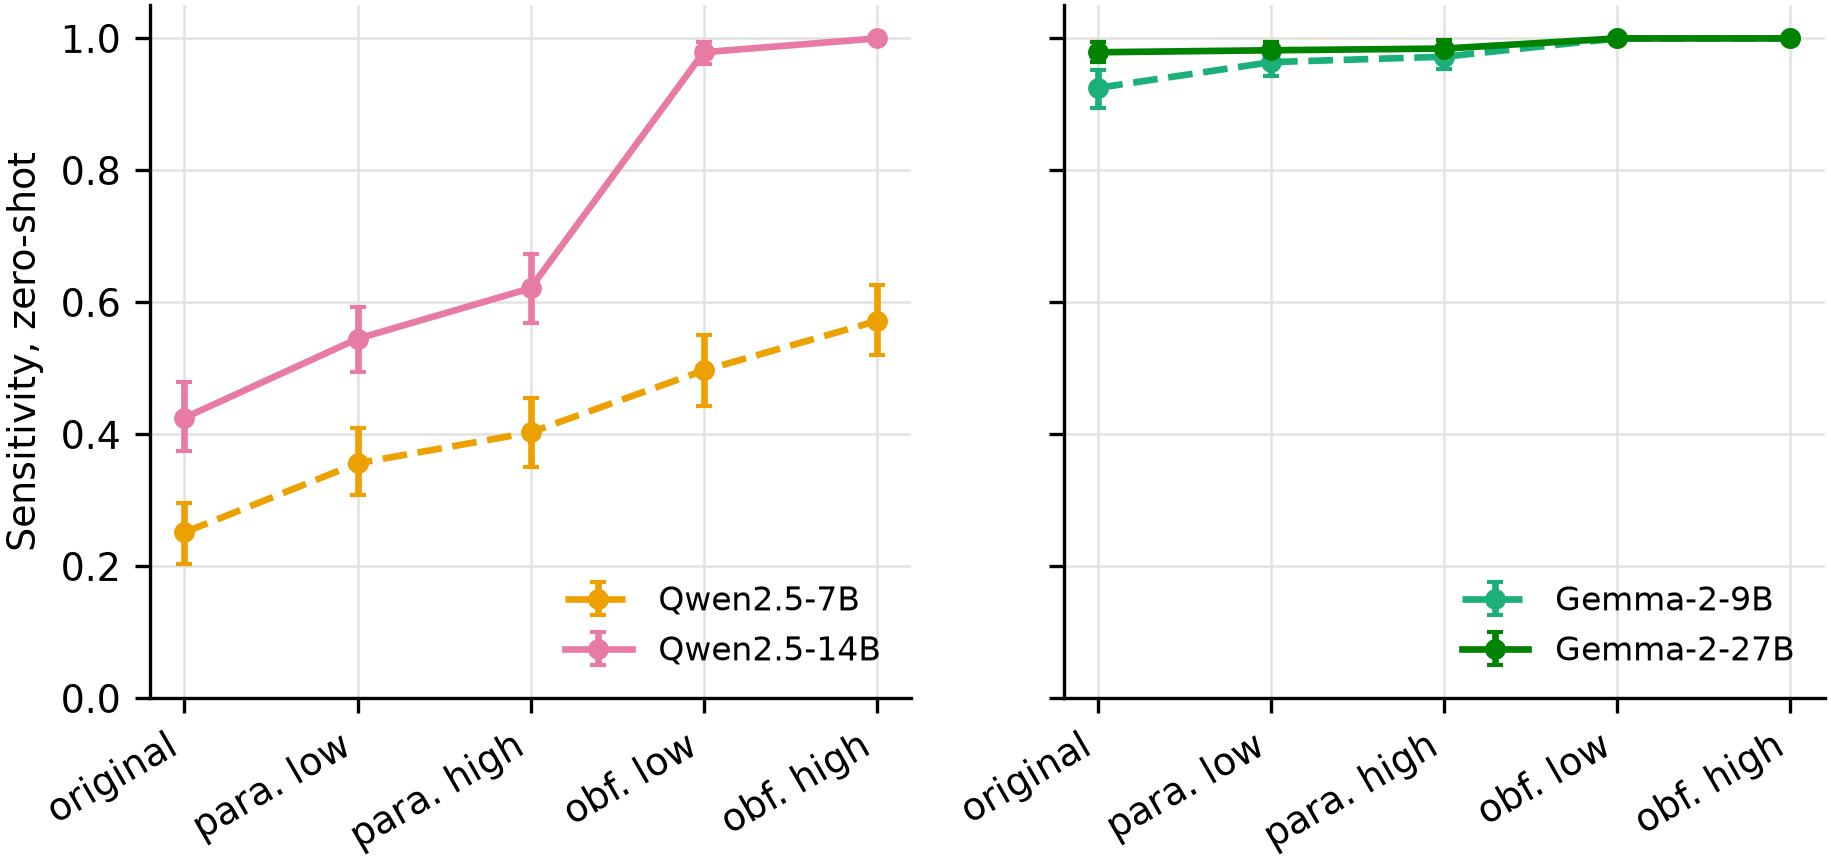 Sensitivity, zero-shot
1.0
0.8
0.6
0.4
0.2
0.0
original
para. low
para. high
obf. low
obf. high
Qwen2.5-7B
Qwen2.5-14B
original
para. low
para. high
obf. low
obf. high
Gemma-2-9B
Gemma-2-27B